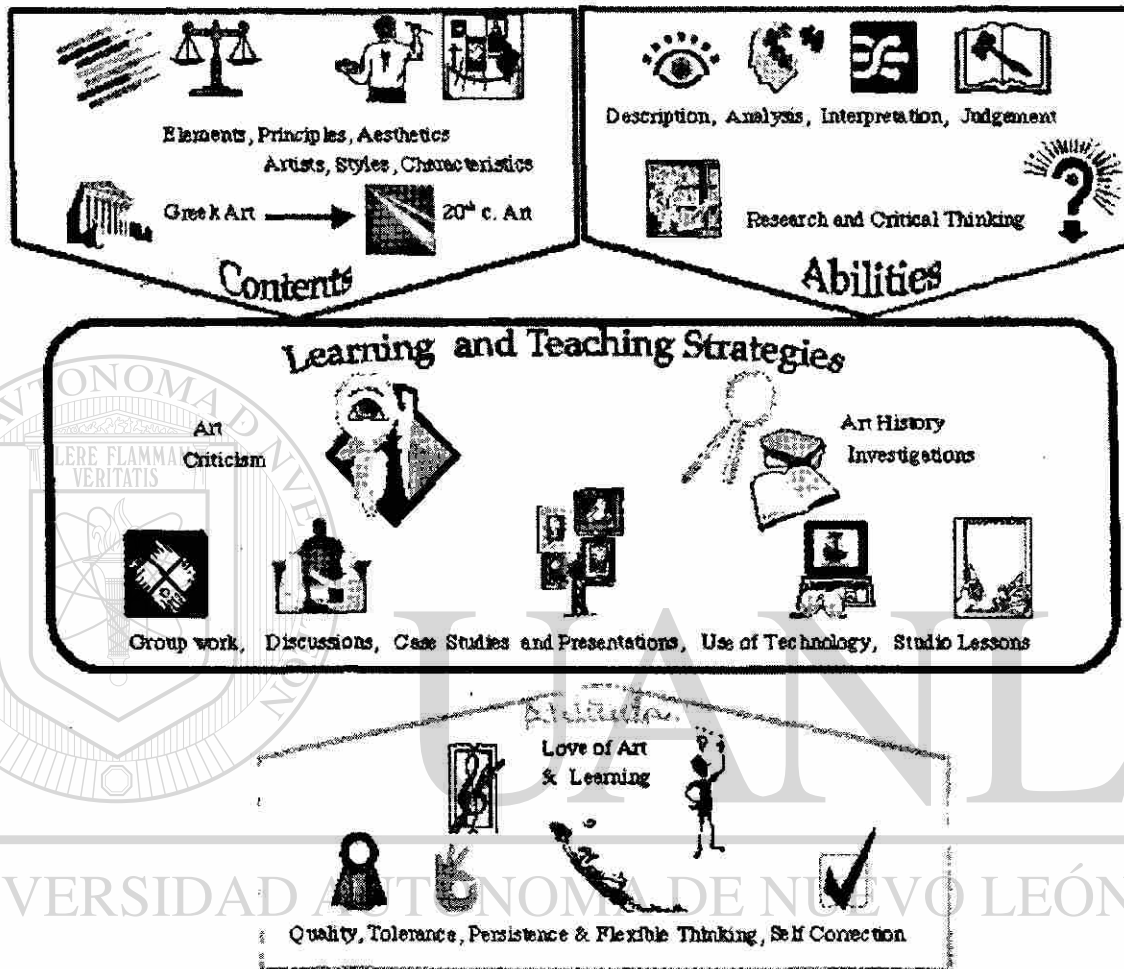 Elements, Principles, Aesthetics
Artists, Styles, Characteristics
Greek Art
20th c. Art
Contents
Description, Analysis, Interpretation, Judgement
Research and Critical Thinking
Abilities
Learning and Teaching Strategies
Art
Criticism
Art History
Investigations
Group work, Discussions, Case Studies and Presentations, Use of Technology, Studio Lessons
Love of Art
& Learning
Quality, Tolerance, Persistence & Flexible Thinking, Self Correction
FLAMMAM
VERITATIS
UANL
AUTÓNOMA DE NUEVO LEÓN